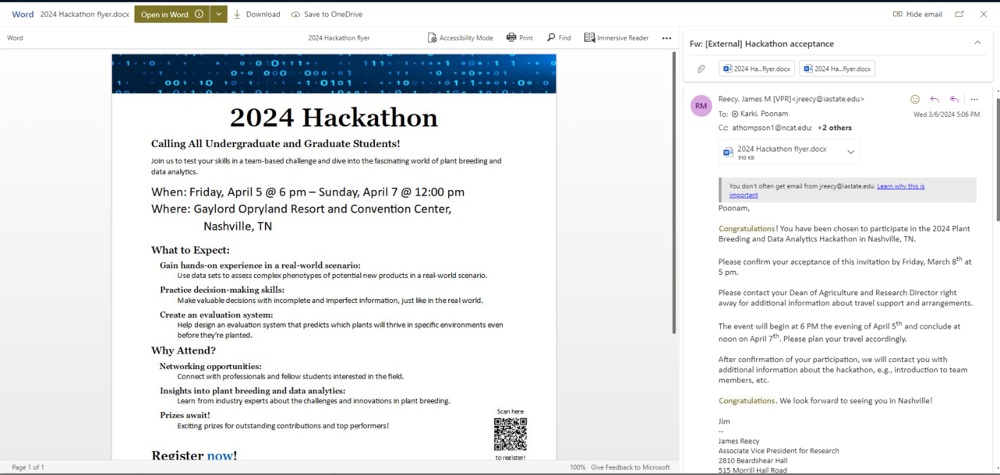 Word 2024 Hackathon flyer.docx Open in Word Download Save to OneDrive Hide email
Word 2024 Hackathon flyer Accessibility Mode Print Find Immersive Reader
2024 Hackathon
Calling All Undergraduate and Graduate Students!
Join us to test your skills in a team-based challenge and dive into the fascinating world of plant breeding and
data analytics.
When: Friday, April 5 @ 6 pm – Sunday, April 7 @ 12:00 pm
Where: Gaylord Opryland Resort and Convention Center,
Nashville, TN
What to Expect:
Gain hands-on experience in a real-world scenario:
Use data sets to assess complex phenotypes of potential new products in a real-world scenario.
Practice decision-making skills:
Make valuable decisions with incomplete and imperfect information, just like in the real world.
Create an evaluation system:
Help design an evaluation system that predicts which plants will thrive in specific environments even
before they're planted.
Why Attend?
Networking opportunities:
Connect with professionals and fellow students interested in the field.
Insights into plant breeding and data analytics:
Learn from industry experts about the challenges and innovations in plant breeding.
Prizes await!
Exciting prizes for outstanding contributions and top performers!
Scan here
to register!
Register now!
Page 1 of 1 100% Give Feedback to Microsoft
Fw: [External] Hackathon acceptance
2024 Ha...flyer.docx 2024 Ha...flyer.docx
RM
Reecy, James M [VPR]<jreecy@iastate.edu>
To: Karki, Poonam Wed 3/6/2024 5:06 PM
Cc: athompson1@ncat.edu; +2 others
2024 Hackathon flyer.docx
910 KB
You don't often get email from jreecy@iastate.edu. Learn why this is
important
Poonam,
Congratulations! You have been chosen to participate in the 2024 Plant
Breeding and Data Analytics Hackathon in Nashville, TN.
Please confirm your acceptance of this invitation by Friday, March 8th at
5 pm.
Please contact your Dean of Agriculture and Research Director right
away for additional information about travel support and arrangements.
The event will begin at 6 PM the evening of April 5th and conclude at
noon on April 7th. Please plan your travel accordingly.
After confirmation of your participation, we will contact you with
additional information about the hackathon, e.g., introduction to team
members, etc.
Congratulations. We look forward to seeing you in Nashville!
Jim
--
James Reecy
Associate Vice President for Research
2810 Beardshear Hall
515 Morrill Hall Road